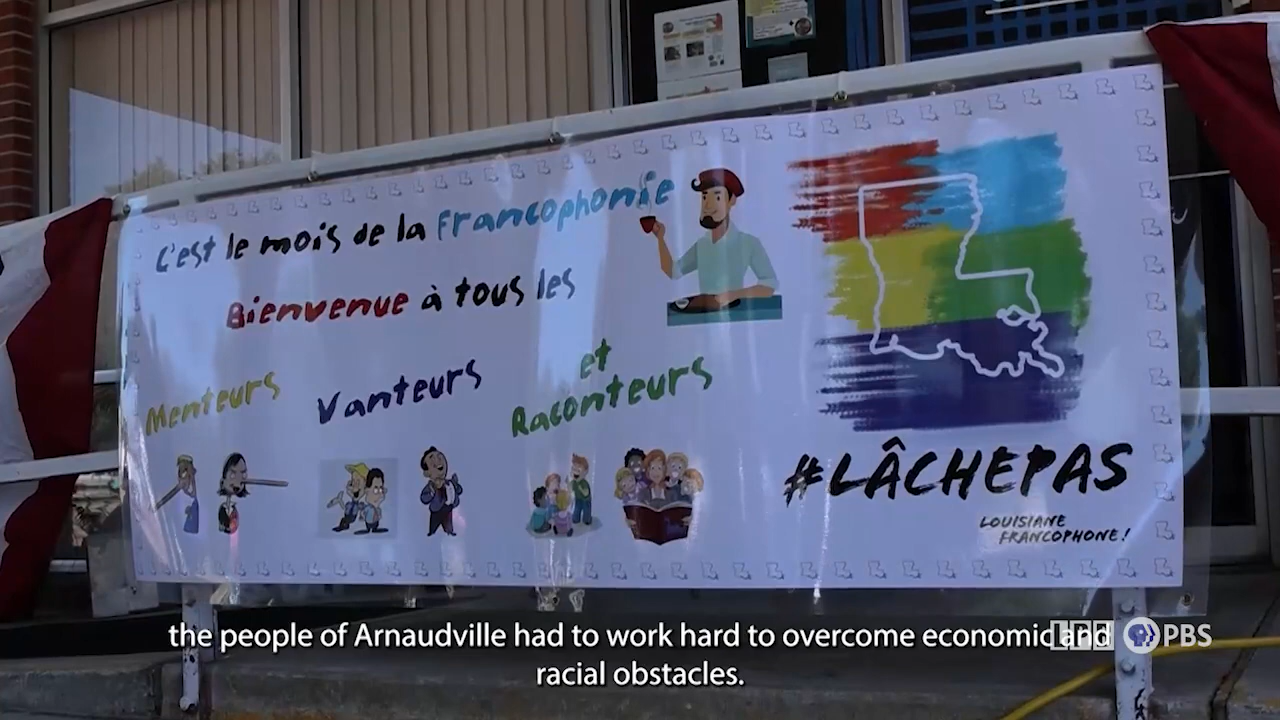 C'est le mois de la Francophonie
Bienvenue à tous les
Menteurs
Vanteurs
et
Raconteurs
#LÂCHEPAS
LOUISIANE
FRANCOPHONE!
the people of Arnaudville had to work hard to overcome economic and
racial obstacles.
PBS